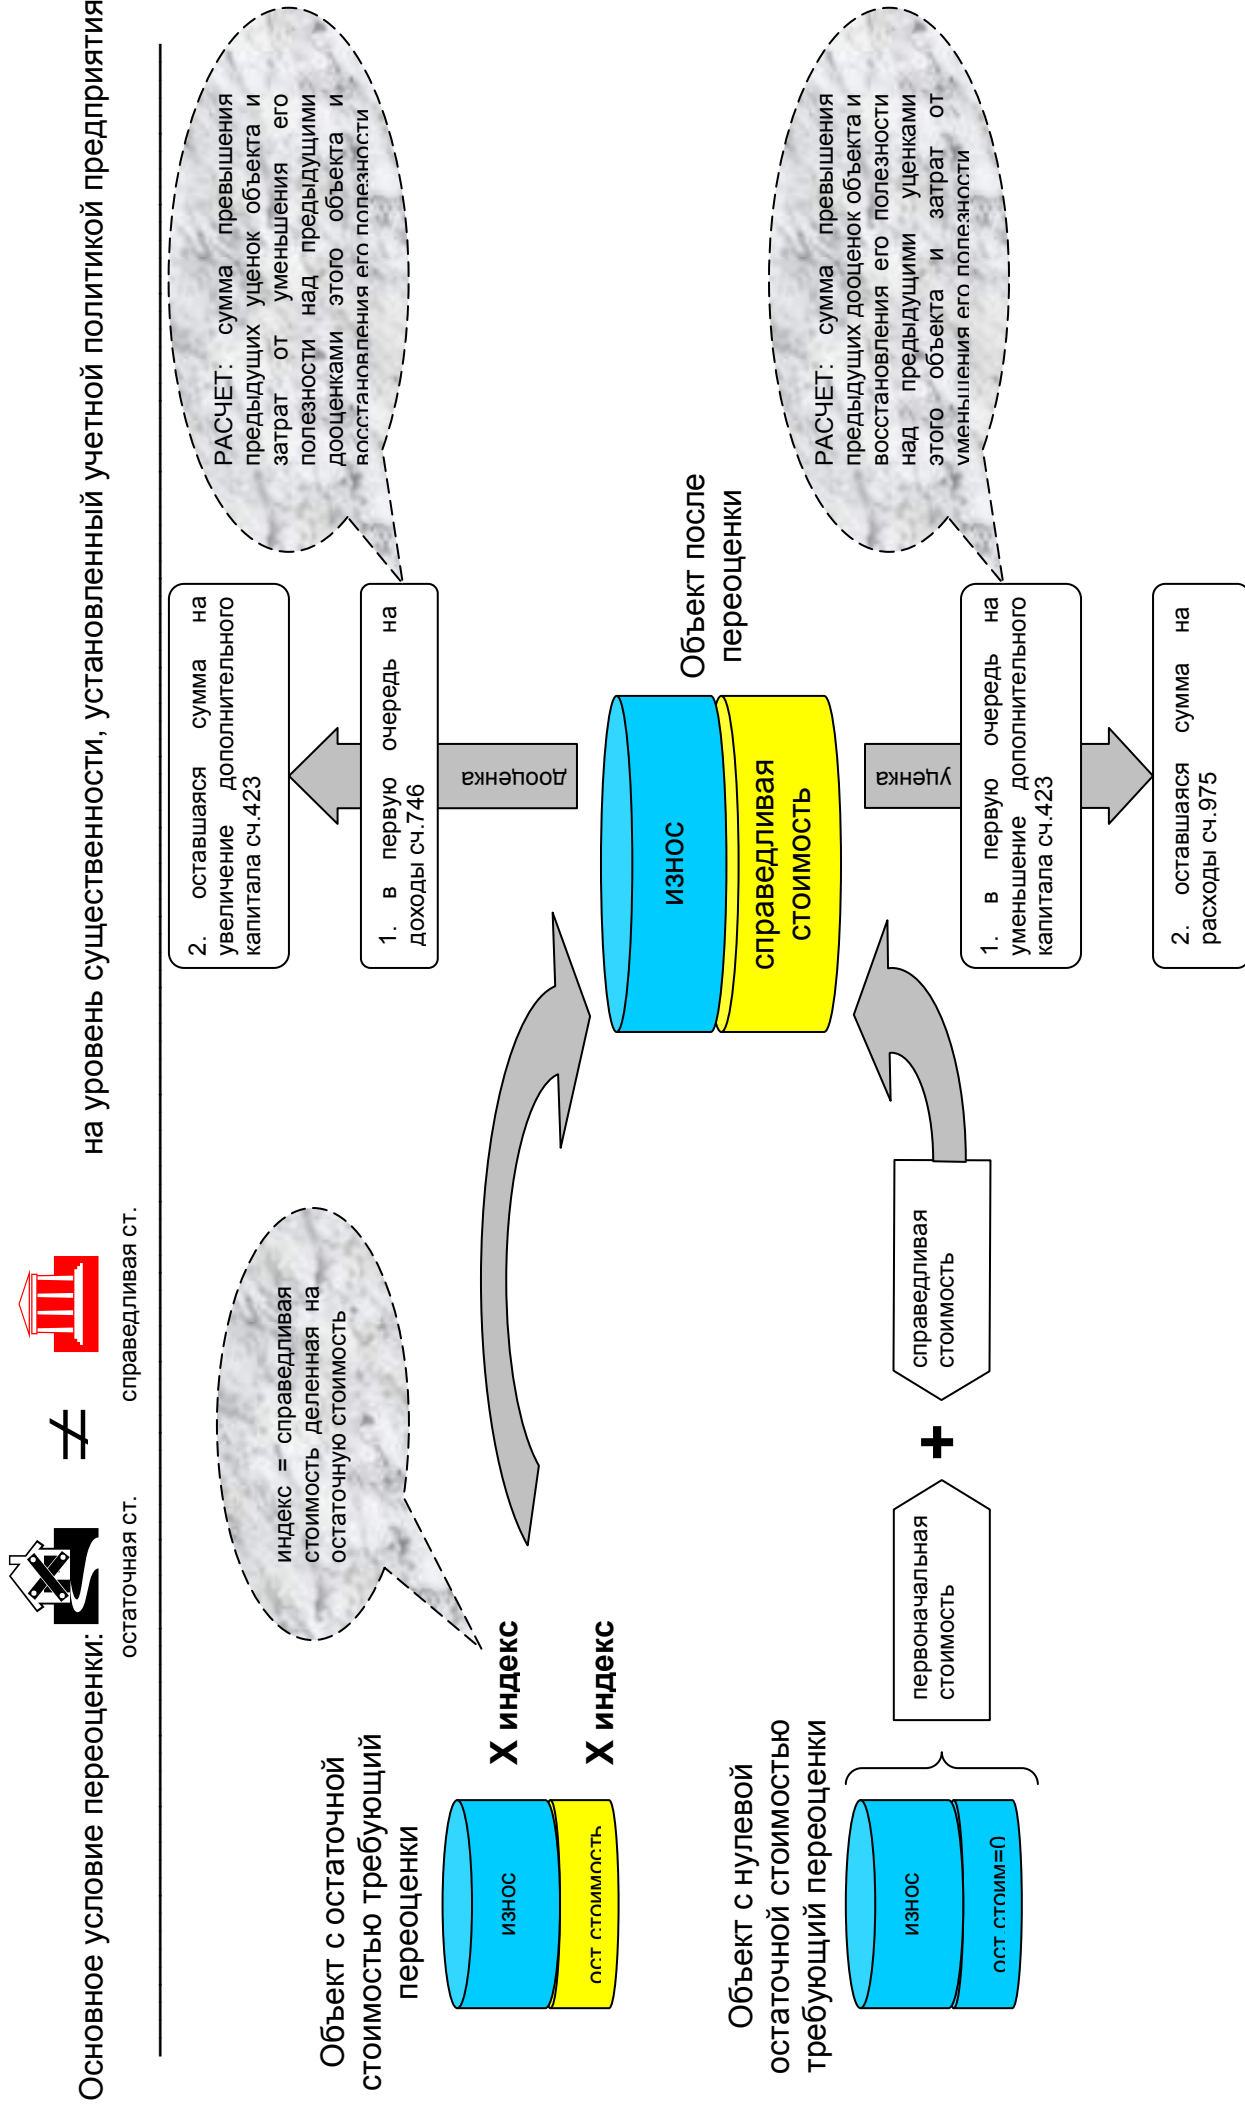 Основное условие переоценки:
≠
на уровень существенности, установленный учетной политикой предприятия
остаточная ст.
справедливая ст.
Объект с остаточной
стоимостью требующий
переоценки
износ
ост. стоимость
X индекс
X индекс
индекс = справедливая
стоимость деленная на
остаточную стоимость
2. оставшаяся сумма на
увеличение дополнительного
капитала сч.423
1. в первую очередь на
доходы сч.746
дооценка
РАСЧЕТ: сумма превышения
предыдущих уценок объекта и
затрат от уменьшения его
полезности над предыдущими
дооценками этого объекта и
восстановления его полезности
Объект после
переоценки
износ
справедливая
стоимость
Объект с нулевой
остаточной стоимостью
требующий переоценки
износ
ост.стоим=0
первоначальная
стоимость
+
справедливая
стоимость
уценка
1. в первую очередь на
уменьшение дополнительного
капитала сч.423
2. оставшаяся сумма на
расходы сч.975
РАСЧЕТ: сумма превышения
предыдущих дооценок объекта и
восстановления его полезности
над предыдущими уценками
этого объекта и затрат от
уменьшения его полезности